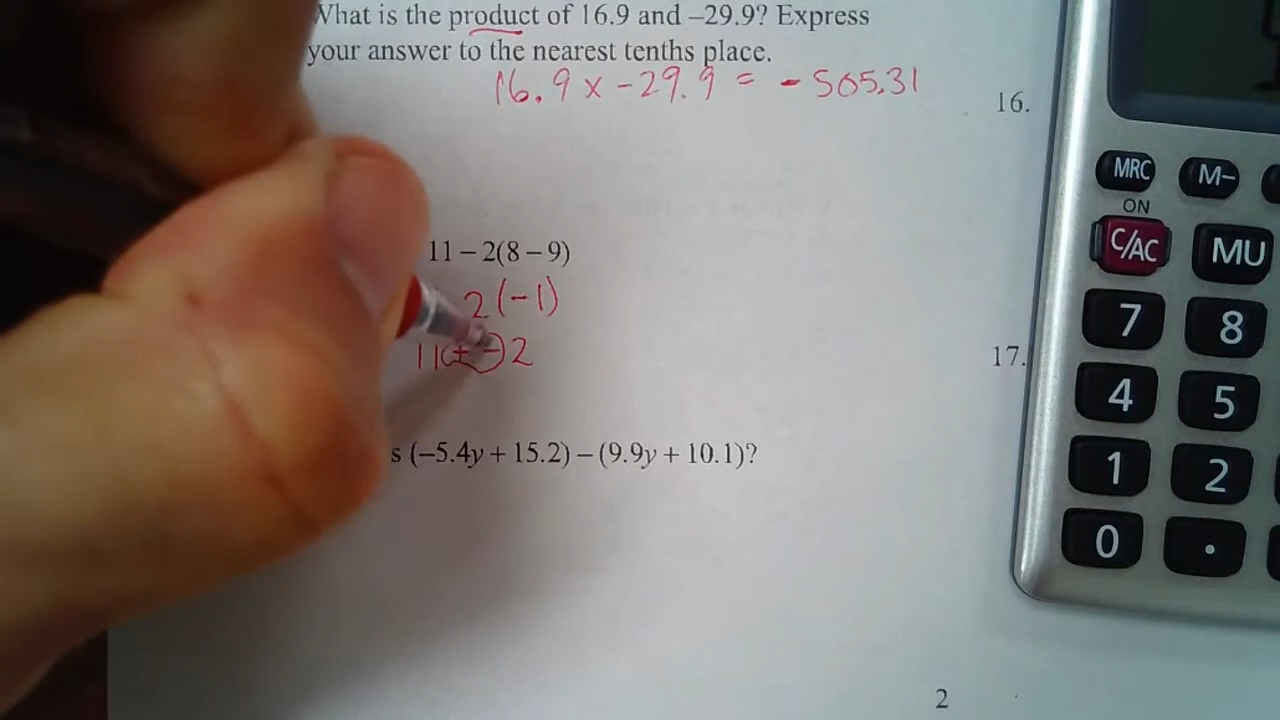 What is the product of 16.9 and –29.9? Express
your answer to the nearest tenths place.
16.9 x -29.9 = -505.31
16.
MRC
M–
ON
C/AC
MU
11 – 2(8 – 9)
2(-1)
7
8
11(+ -)2
17.
4
5
s (–5.4y + 15.2) – (9.9y + 10.1)?
1
2
0
.
2